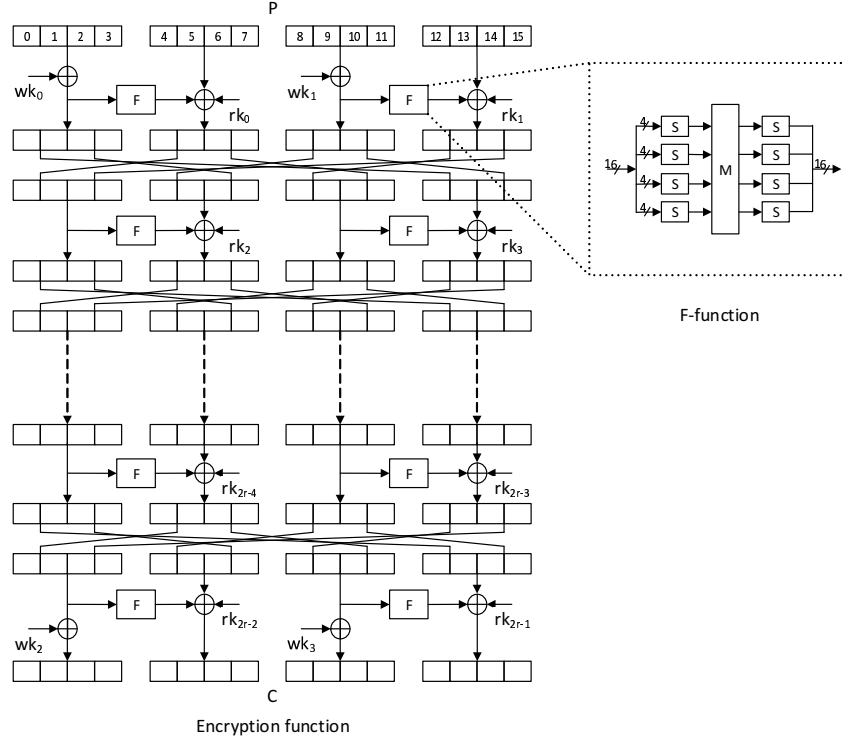 P
0 1 2 3 4 5 6 7 8 9 10 11 12 13 14 15
wk0 wk1
F F
rk0 rk1
F F
rk2 rk3
F F
rk2r-4 rk2r-3
F F
rk2r-2 rk2r-1
wk2 wk3
C
Encryption function
4 S S
4 S S
16 M 16
4 S S
4 S S
F-function